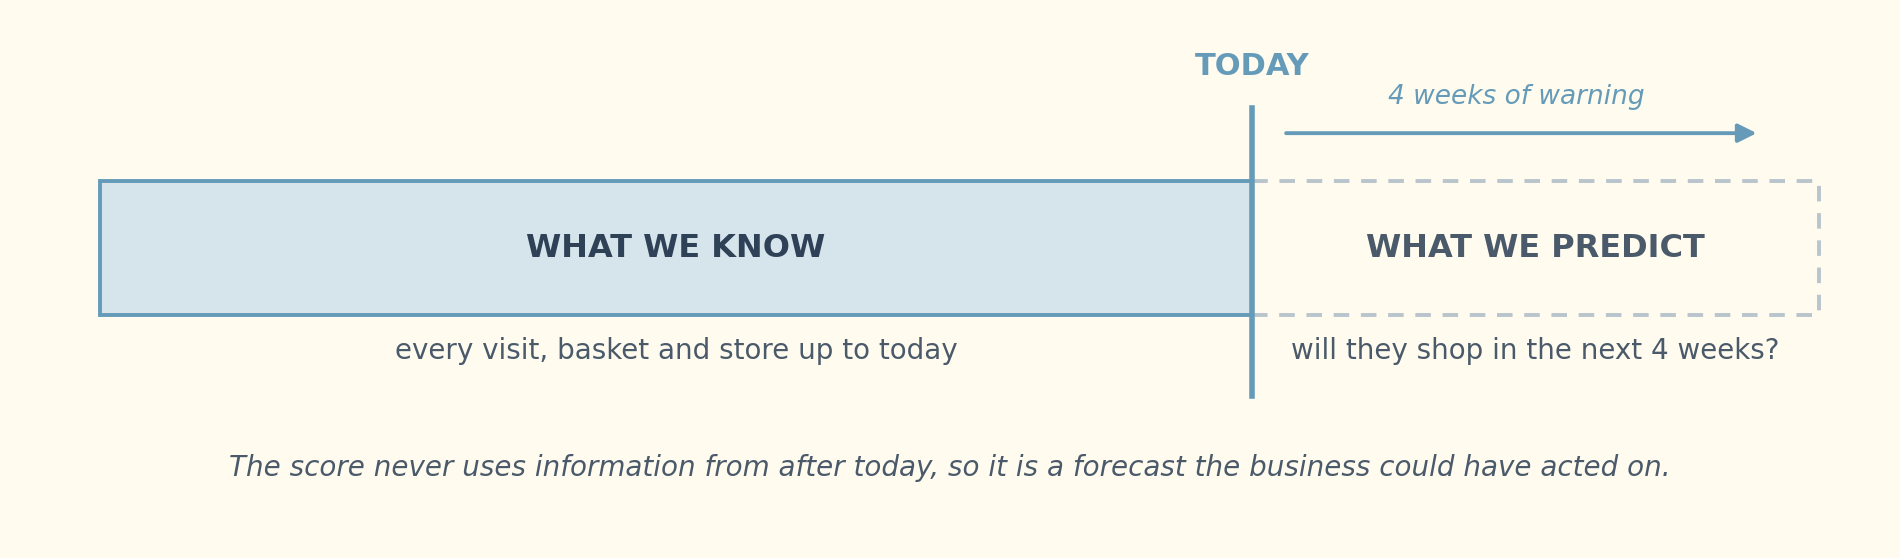 TODAY
4 weeks of warning
WHAT WE KNOW
WHAT WE PREDICT
every visit, basket and store up to today
will they shop in the next 4 weeks?
The score never uses information from after today, so it is a forecast the business could have acted on.